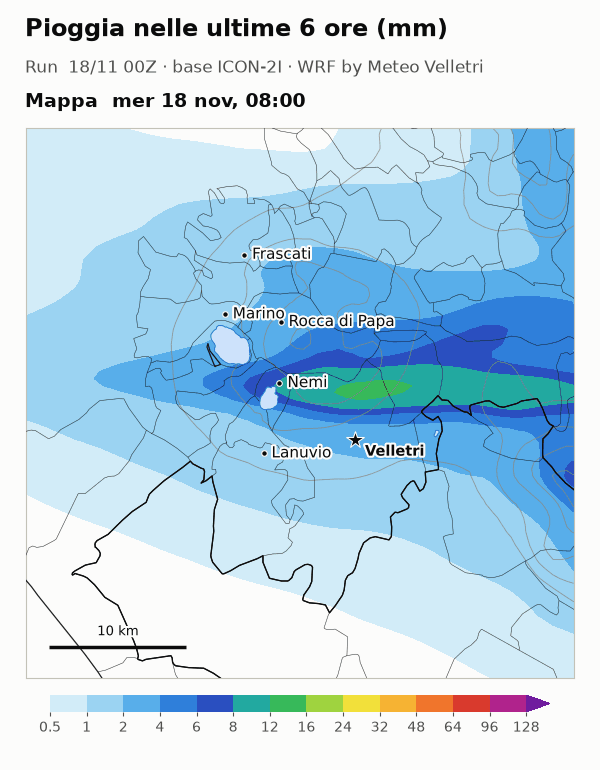 Pioggia nelle ultime 6 ore (mm)
Run 18/11 00Z · base ICON-2I · WRF by Meteo Velletri
Mappa mer 18 nov, 08:00
Frascati
Marino
Rocca di Papa
Nemi
Velletri
Lanuvio
10 km
0.5 1 2 4 6 8 12 16 24 32 48 64 96 128